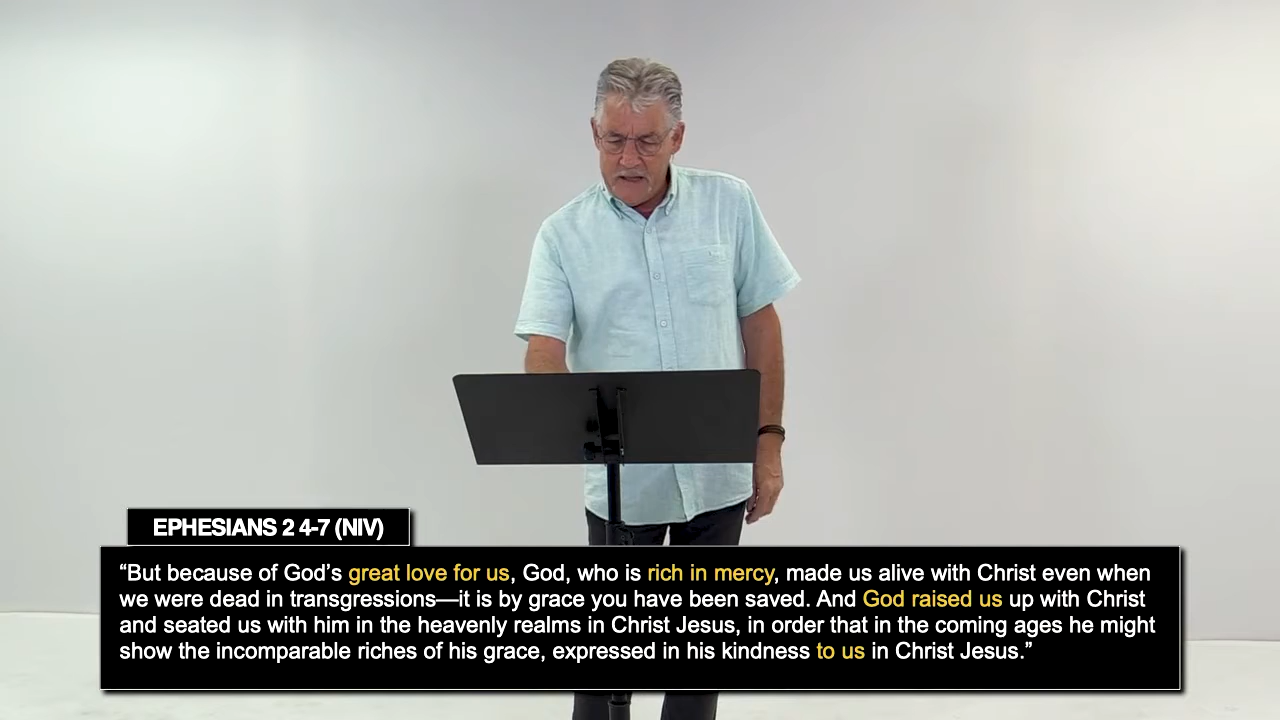 EPHESIANS 2 4-7 (NIV)
“But because of God’s great love for us, God, who is rich in mercy, made us alive with Christ even when
we were dead in transgressions—it is by grace you have been saved. And God raised us up with Christ
and seated us with him in the heavenly realms in Christ Jesus, in order that in the coming ages he might
show the incomparable riches of his grace, expressed in his kindness to us in Christ Jesus.”